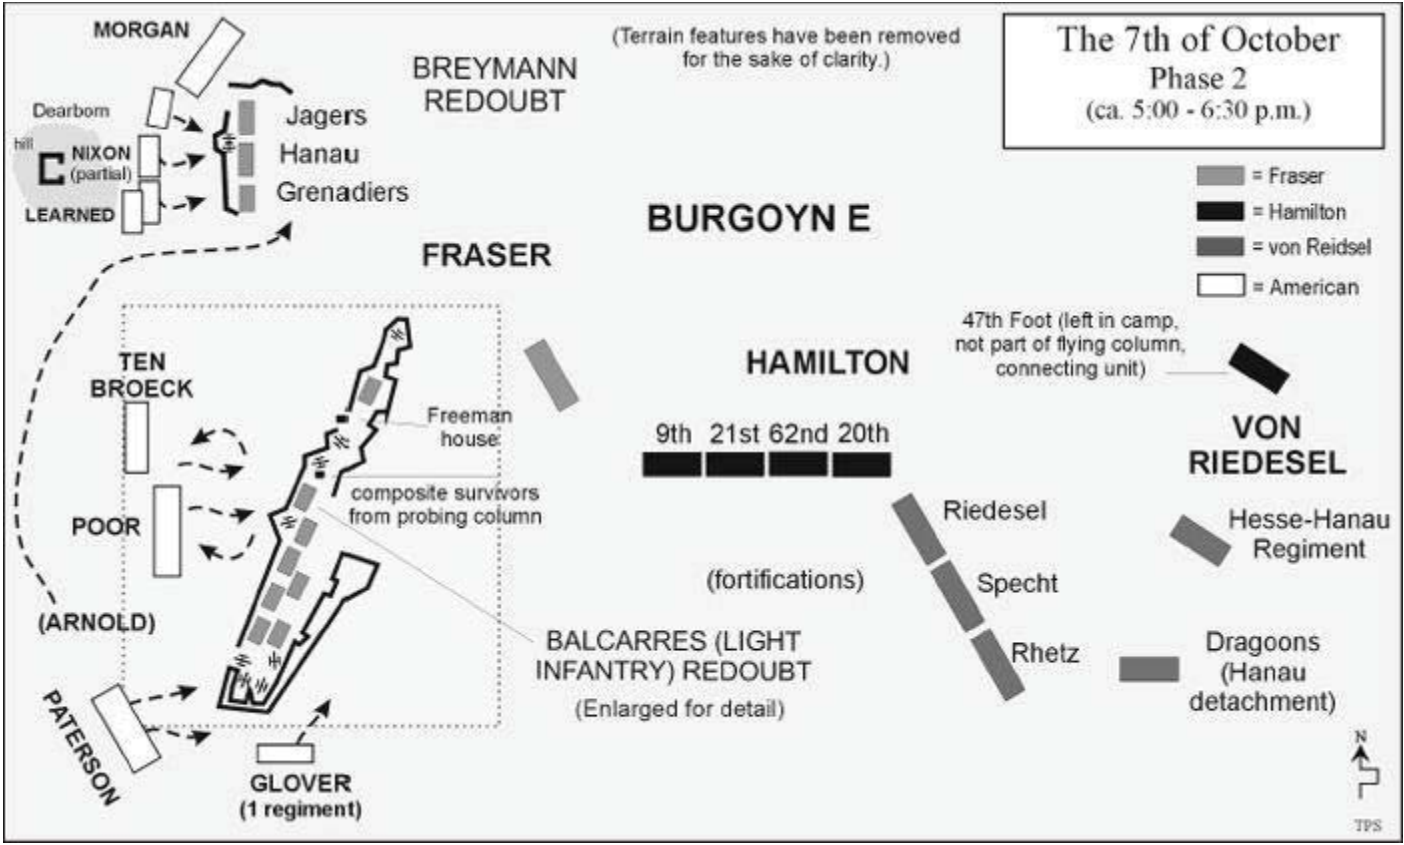 MORGAN
(Terrain features have been removed
for the sake of clarity.)
The 7th of October
Phase 2
(ca. 5:00 - 6:30 p.m.)
BREYMANN
REDOUBT
Dearborn
Jagers
hill
NIXON
(partial)
Hanau
Grenadiers
LEARNED
= Fraser
= Hamilton
= von Reidsel
= American
BURGOYN E
FRASER
47th Foot (left in camp,
not part of flying column,
connecting unit)
HAMILTON
TEN
BROECK
Freeman
house
9th 21st 62nd 20th
VON
RIEDESEL
composite survivors
from probing column
POOR
Riedesel
Hesse-Hanau
Regiment
(fortifications)
Specht
(ARNOLD)
BALCARRES (LIGHT
INFANTRY) REDOUBT
(Enlarged for detail)
Rhetz
Dragoons
(Hanau
detachment)
PATERSON
GLOVER
(1 regiment)
N
TPS